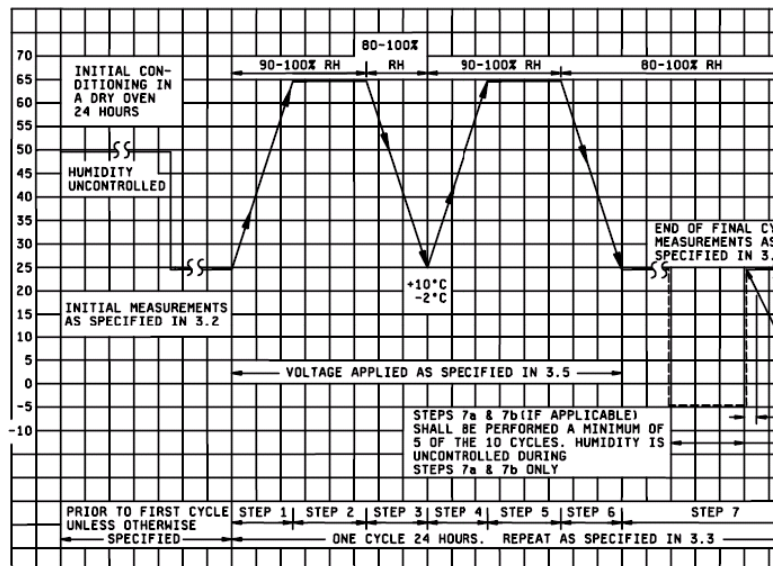 80-100%
90-100% RH
RH
90-100% RH
80-100% RH
70
65
60
55
50
45
40
35
30
25
20
15
10
5
0
-10
INITIAL CON-
DITIONING IN
A DRY OVEN
24 HOURS
HUMIDITY
UNCONTROLLED
INITIAL MEASUREMENTS
AS SPECIFIED IN 3.2
+10°C
-2°C
END OF FINAL CY
MEASUREMENTS AS
SPECIFIED IN 3.
VOLTAGE APPLIED AS SPECIFIED IN 3.5
STEPS 7a & 7b(IF APPLICABLE)
SHALL BE PERFORMED A MINIMUM OF
5 OF THE 10 CYCLES. HUMIDITY IS
UNCONTROLLED DURING
STEPS 7a & 7b ONLY
PRIOR TO FIRST CYCLE
UNLESS OTHERWISE
SPECIFIED
STEP 1
STEP 2
STEP 3
STEP 4
STEP 5
STEP 6
STEP 7
ONE CYCLE 24 HOURS. REPEAT AS SPECIFIED IN 3.3